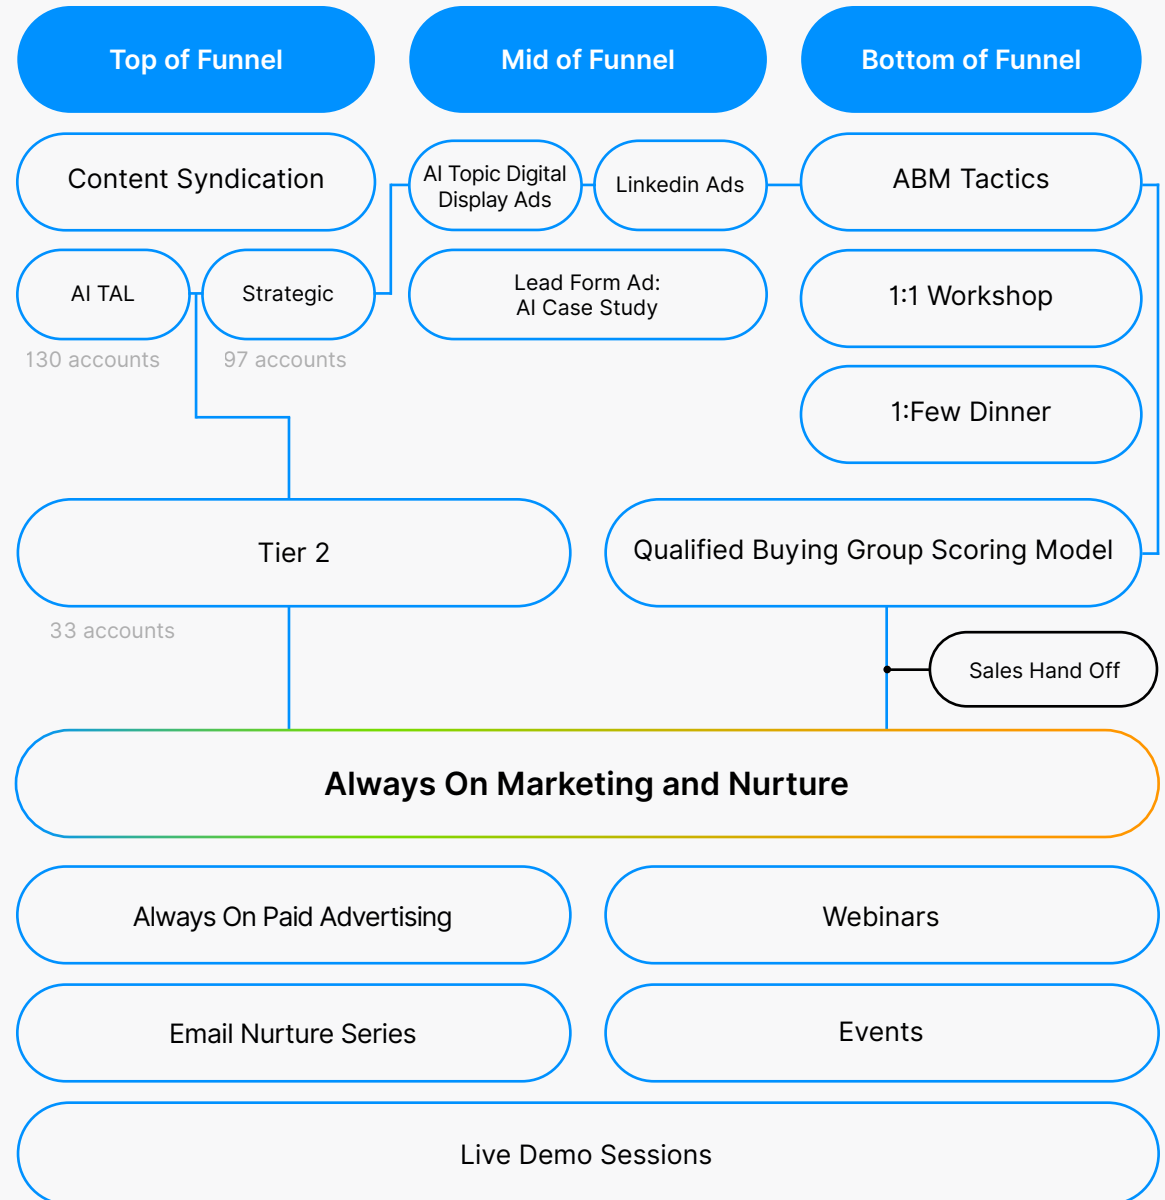 Top of Funnel
Mid of Funnel
Bottom of Funnel
Content Syndication
AI Topic Digital
Display Ads
Linkedin Ads
ABM Tactics
AI TAL
Strategic
Lead Form Ad:
AI Case Study
1:1 Workshop
130 accounts
97 accounts
1:Few Dinner
Tier 2
Qualified Buying Group Scoring Model
33 accounts
Sales Hand Off
Always On Marketing and Nurture
Always On Paid Advertising
Webinars
Email Nurture Series
Events
Live Demo Sessions